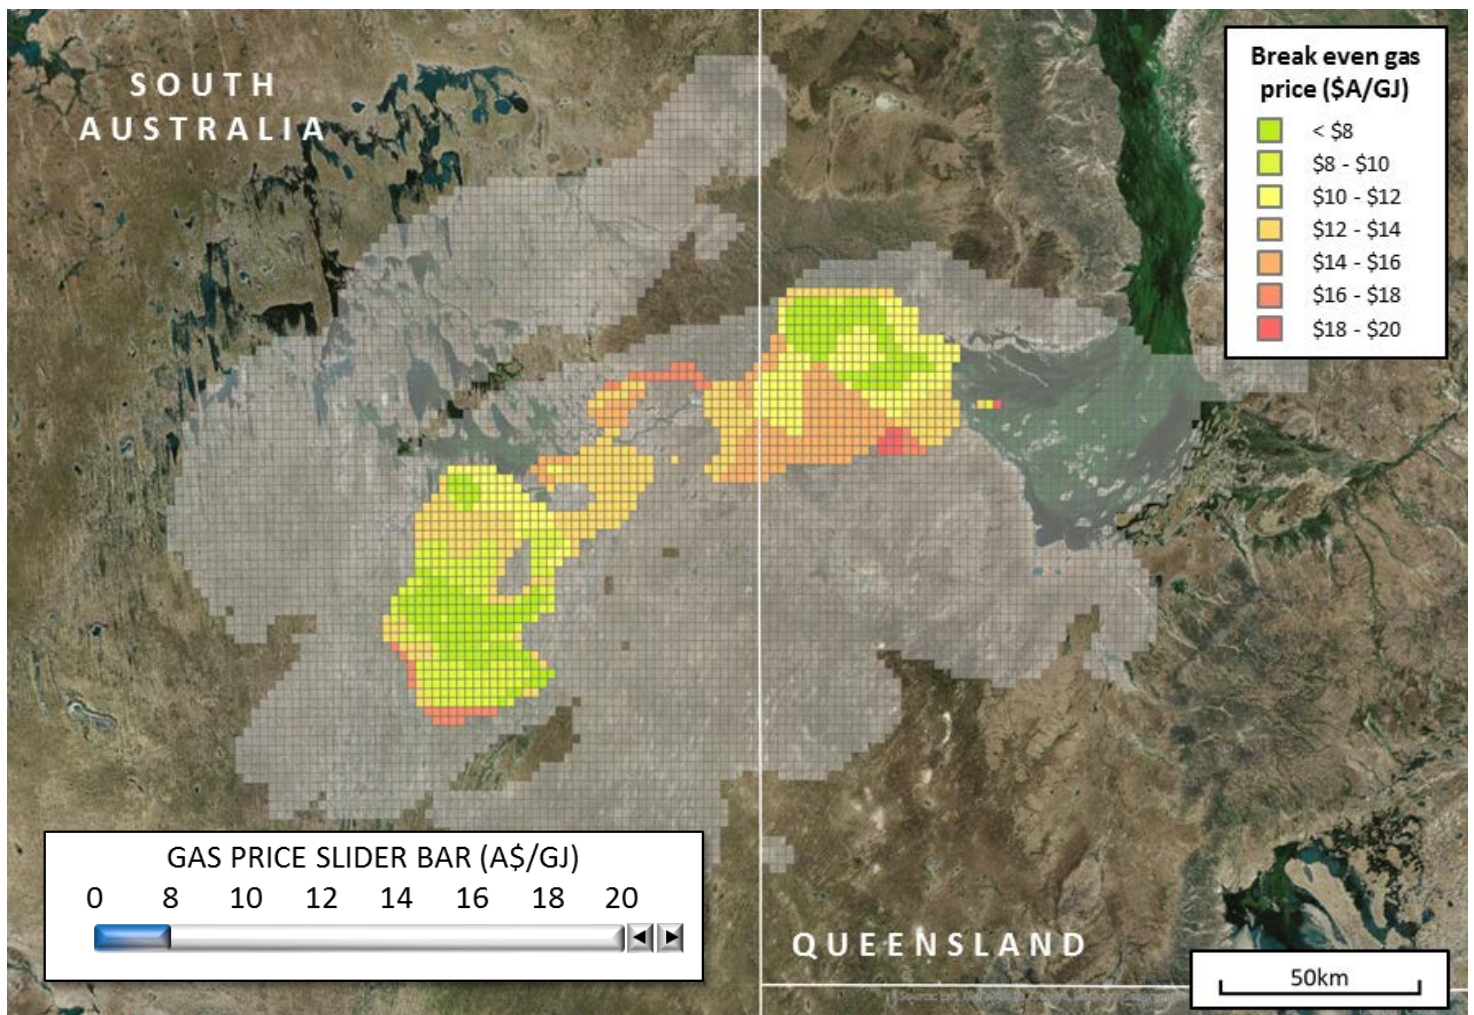 SOUTH
AUSTRALIA
Break even gas
price ($A/GJ)
< $8
$8 - $10
$10 - $12
$12 - $14
$14 - $16
$16 - $18
$18 - $20
GAS PRICE SLIDER BAR (A$/GJ)
0 8 10 12 14 16 18 20
QUEENSLAND
50km